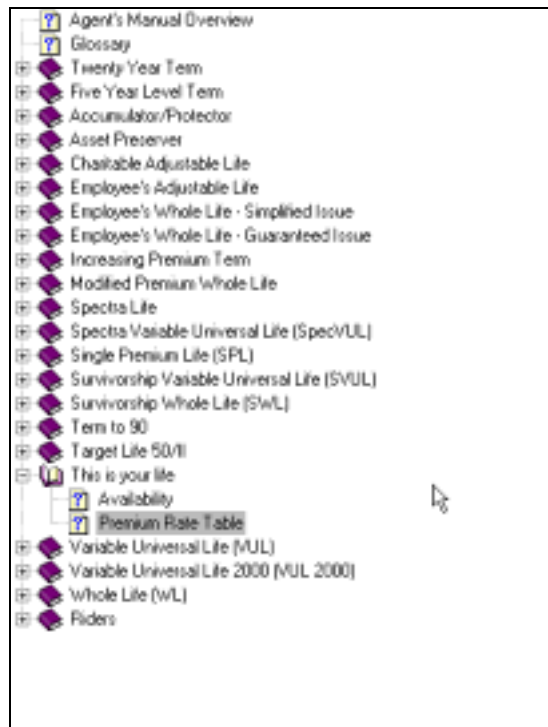 Agent's Manual Overview
Glossary
Twenty Year Term
Five Year Level Term
Accumulator/Protector
Asset Preserver
Charitable Adjustable Life
Employee's Adjustable Life
Employee's Whole Life - Simplified Issue
Employee's Whole Life - Guaranteed Issue
Increasing Premium Term
Modified Premium Whole Life
Spectra Life
Spectra Variable Universal Life (SpecVUL)
Single Premium Life (SPL)
Survivorship Variable Universal Life (SVUL)
Survivorship Whole Life (SWL)
Term to 90
Target Life 50/II
This is your life
Availability
Premium Rate Table
Variable Universal Life (VUL)
Variable Universal Life 2000 (VUL 2000)
Whole Life (WL)
Riders